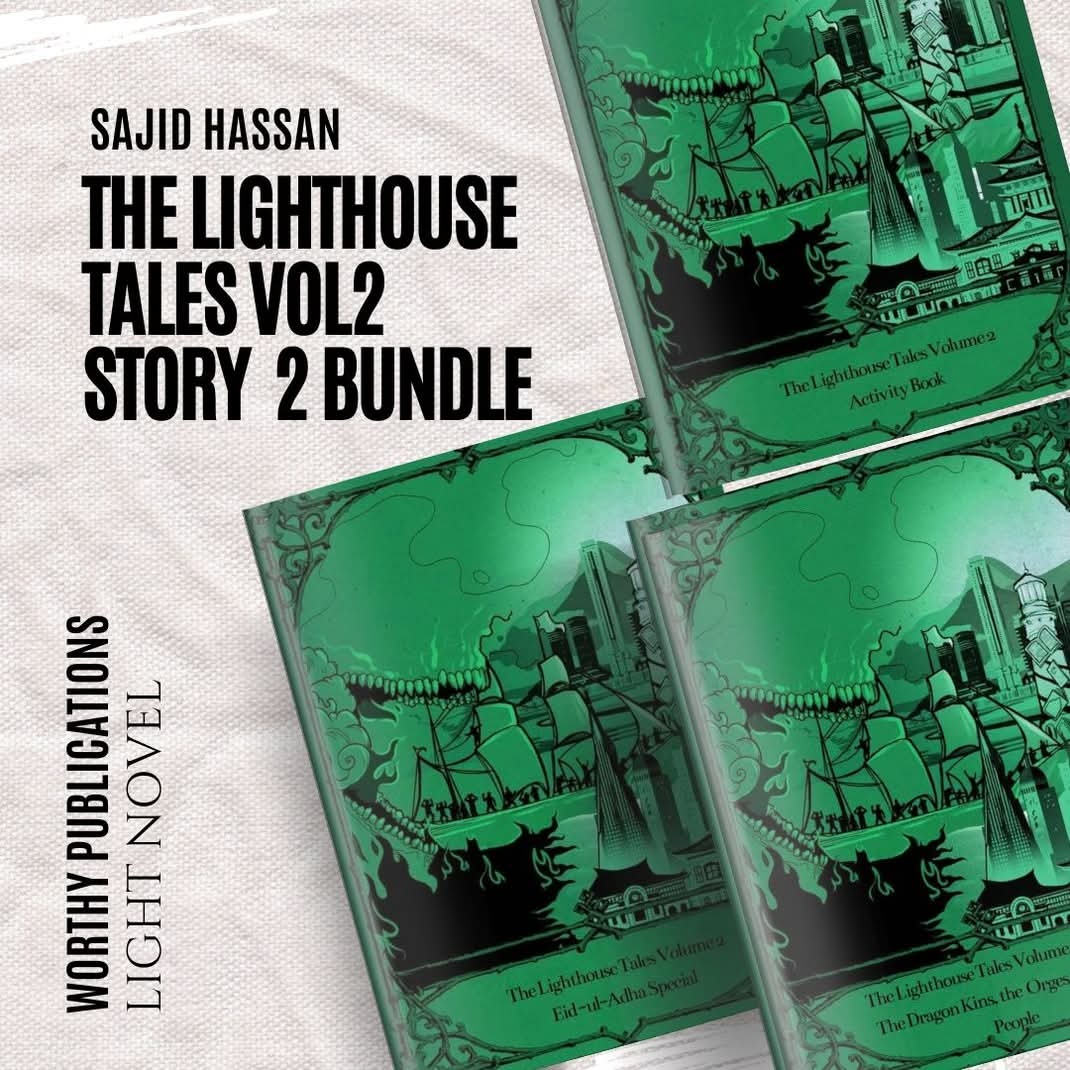 SAJID HASSAN
THE LIGHTHOUSE
TALES VOL2
STORY 2 BUNDLE
The Lighthouse Tales Volume 2
Activity Book
WORTHY PUBLICATIONS
LIGHT NOVEL
The Lighthouse Tales Volume 2
Eid-ul-Adha Special
The Lighthouse Tales Volume
The Dragon Kins, the Orges
People